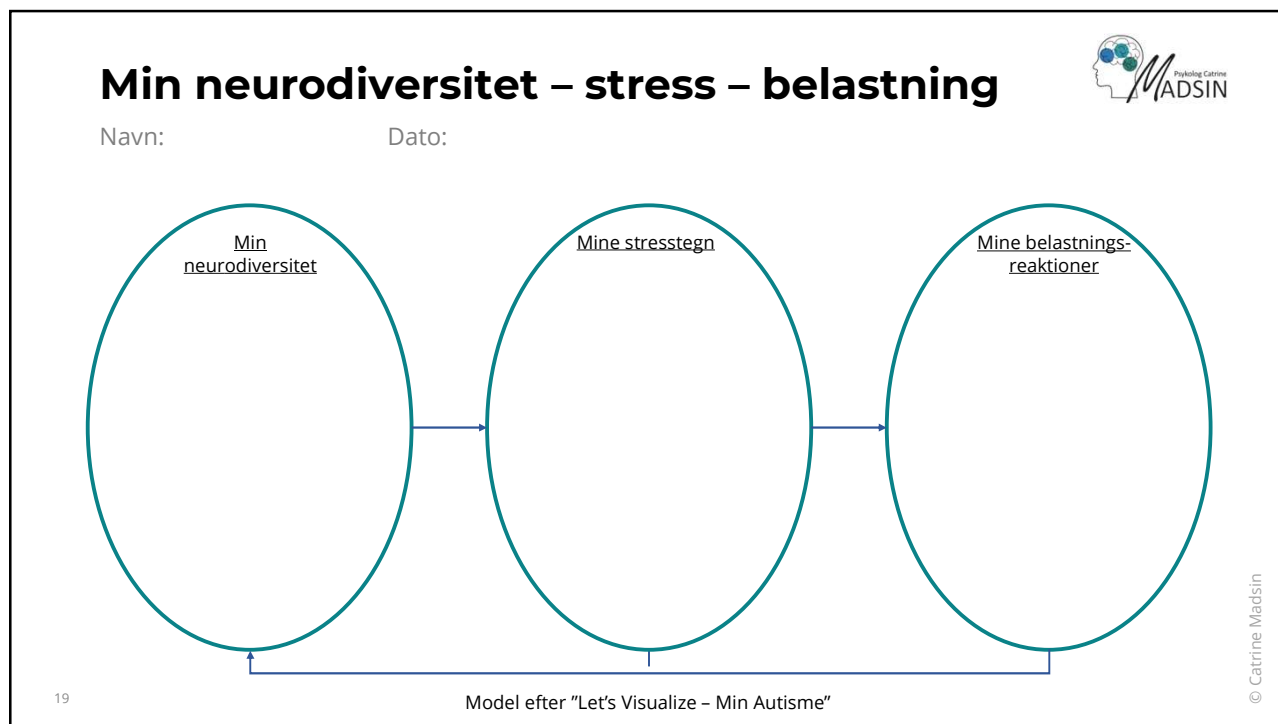 Min neurodiversitet – stress – belastning
Psykolog Catrine
MADSIN
Navn:
Dato:
Min
neurodiversitet
Mine stresstegn
Mine belastnings-
reaktioner
© Catrine Madsin
19
Model efter ”Let’s Visualize – Min Autisme”